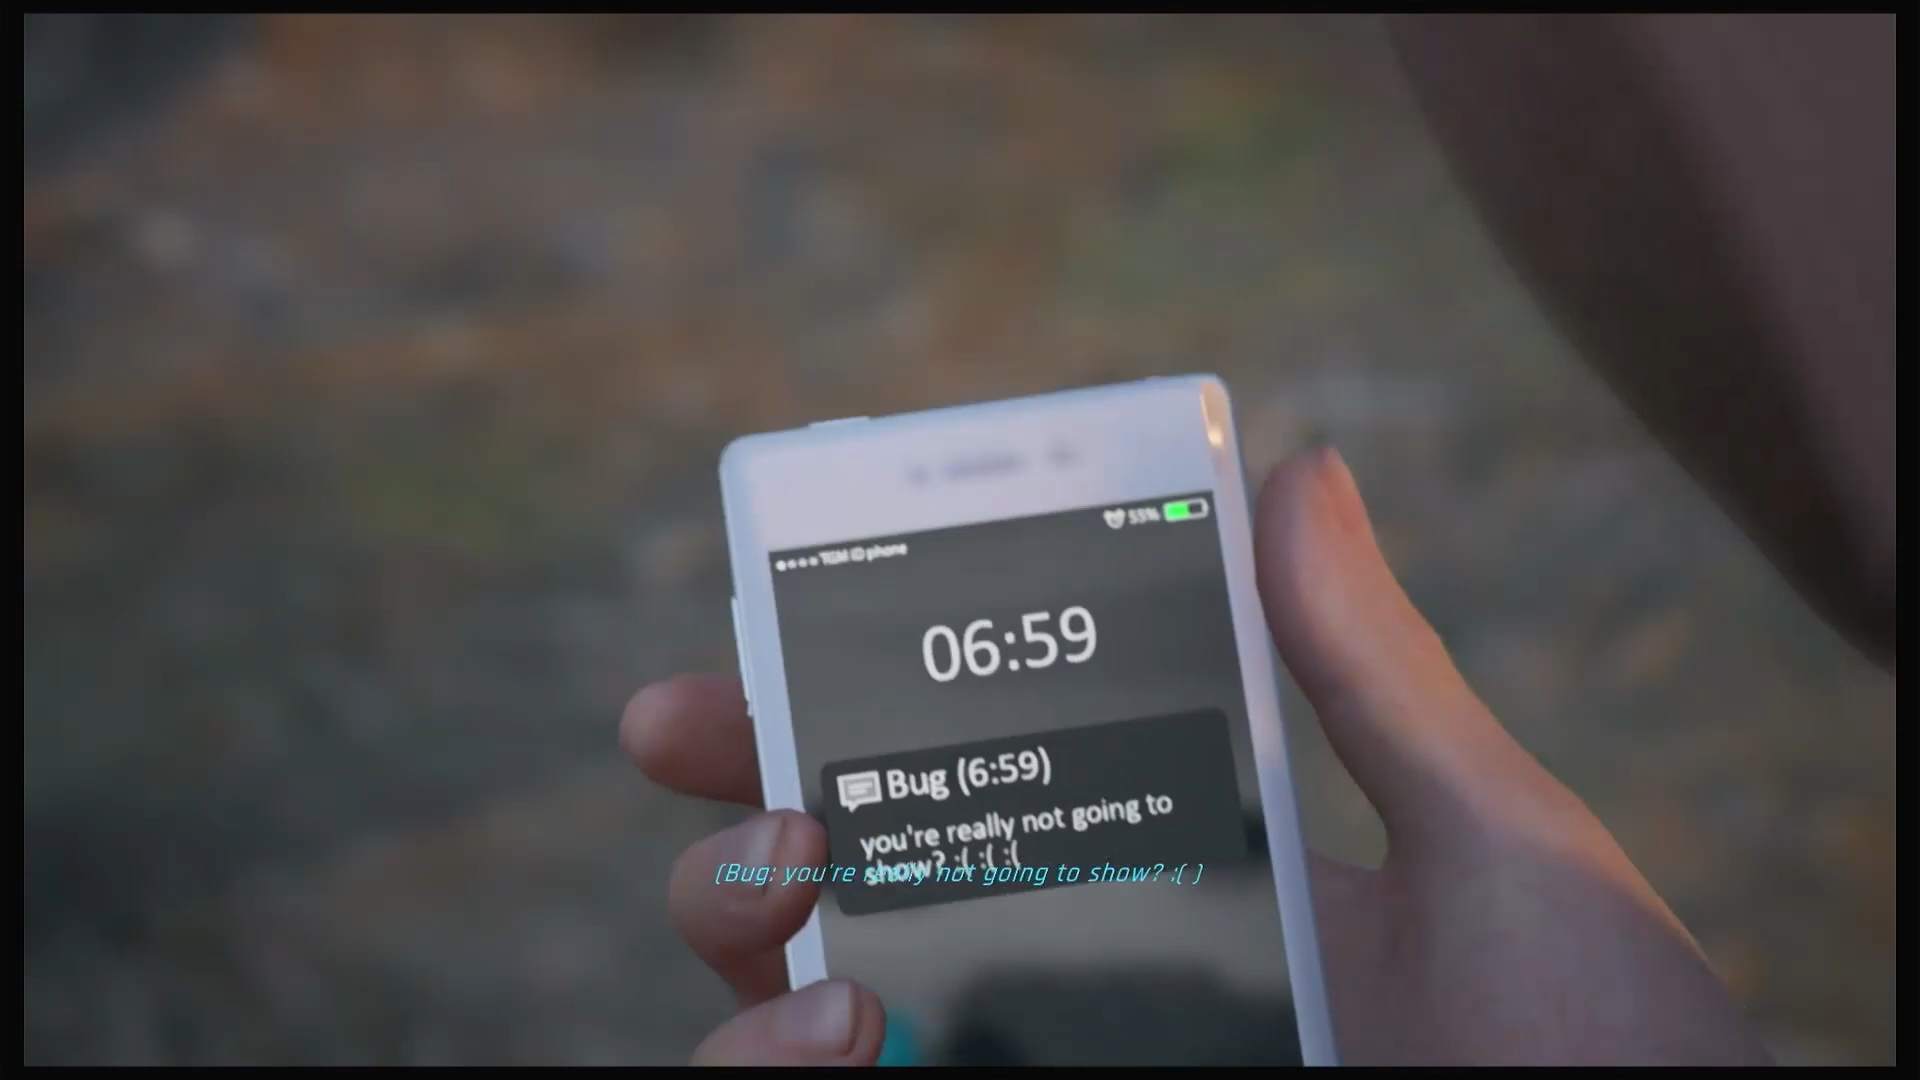 TGM ID phone 53%
06:59
Bug (6:59)
you're really not going to
show? :( :( :(
(Bug: you're really not going to show? :( )